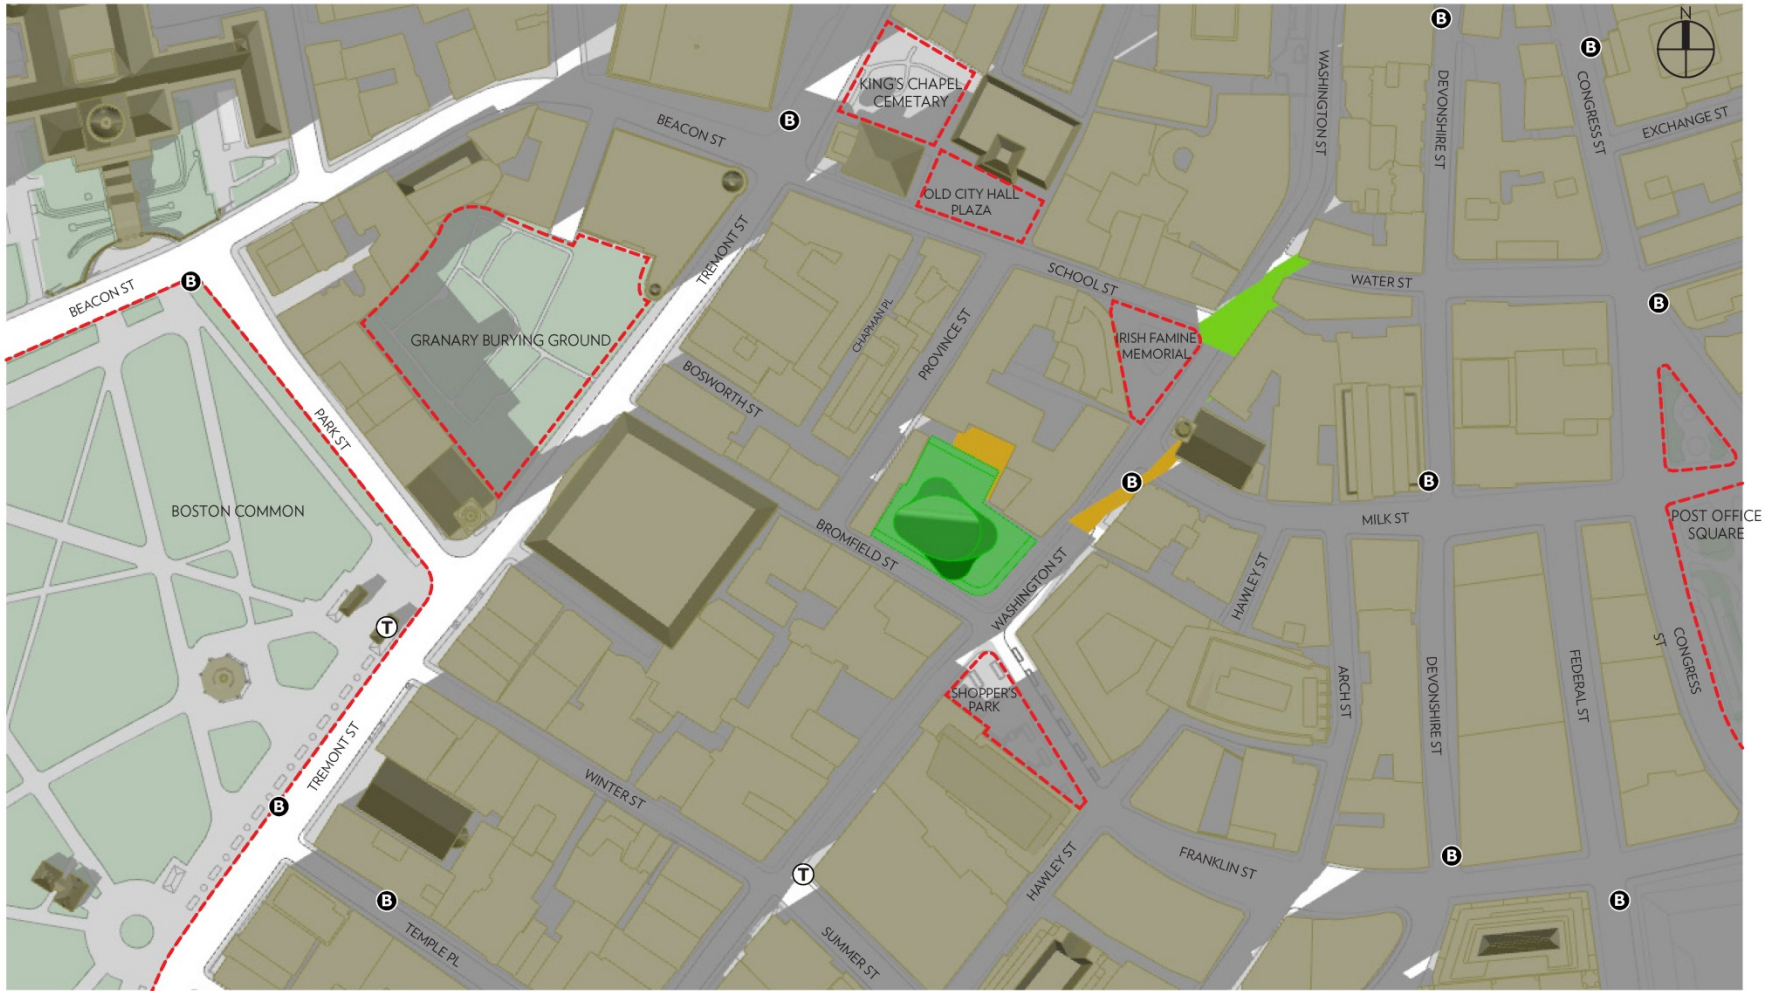 N
B
B
B
KING'S CHAPEL
CEMETARY
BEACON ST
WASHINGTON ST
DEVONSHIRE ST
CONGRESS ST
EXCHANGE ST
OLD CITY HALL
PLAZA
TREMONT ST
SCHOOL ST
WATER ST
B
BEACON ST
B
GRANARY BURYING GROUND
CHAPMAN PL
PROVINCE ST
IRISH FAMINE
MEMORIAL
BOSWORTH ST
PARK ST
BOSTON COMMON
B
B
MILK ST
POST OFFICE
SQUARE
BROMFIELD ST
WASHINGTON ST
HAWLEY ST
T
SHOPPER'S
PARK
ARCH ST
DEVONSHIRE ST
FEDERAL ST
CONGRESS
ST
TREMONT ST
B
WINTER ST
T
HAWLEY ST
FRANKLIN ST
B
B
B
TEMPLE PL
SUMMER ST